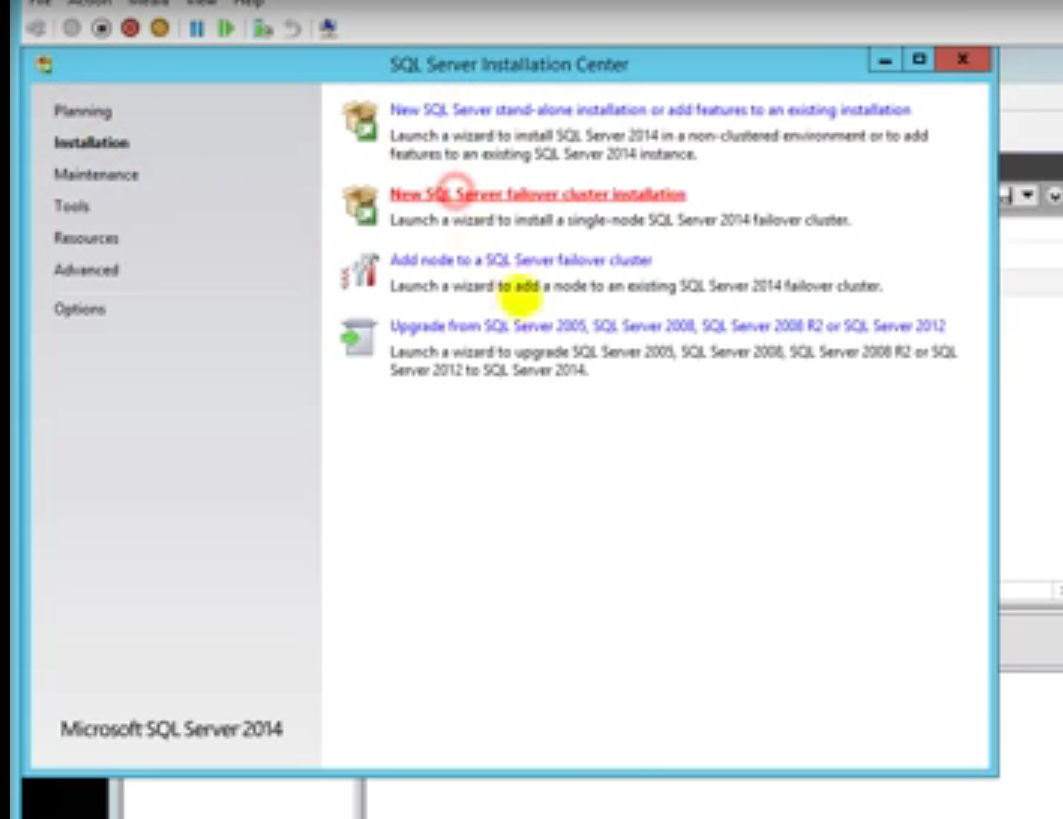 File Action Media View Help
SQL Server Installation Center
Planning
Installation
Maintenance
Tools
Resources
Advanced
Options
New SQL Server stand-alone installation or add features to an existing installation
Launch a wizard to install SQL Server 2014 in a non-clustered environment or to add
features to an existing SQL Server 2014 instance.
New SQL Server failover cluster installation
Launch a wizard to install a single-node SQL Server 2014 failover cluster.
Add node to a SQL Server failover cluster
Launch a wizard to add a node to an existing SQL Server 2014 failover cluster.
Upgrade from SQL Server 2005, SQL Server 2008, SQL Server 2008 R2 or SQL Server 2012
Launch a wizard to upgrade SQL Server 2005, SQL Server 2008, SQL Server 2008 R2 or SQL
Server 2012 to SQL Server 2014.
Microsoft SQL Server 2014